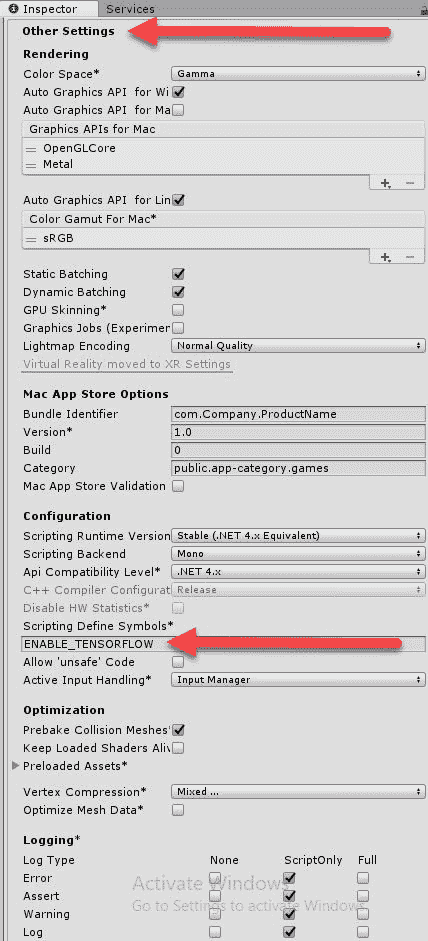 Inspector Services
Other Settings
Rendering
Color Space* Gamma
Auto Graphics API for Wi
Auto Graphics API for Ma
Graphics APIs for Mac
OpenGLCore
Metal
Auto Graphics API for Lin
Color Gamut For Mac*
sRGB
Static Batching
Dynamic Batching
GPU Skinning*
Graphics Jobs (Experimen
Lightmap Encoding Normal Quality
Virtual Reality moved to XR Settings
Mac App Store Options
Bundle Identifier com.Company.ProductName
Version* 1.0
Build 0
Category public.app-category.games
Mac App Store Validation
Configuration
Scripting Runtime Version Stable (.NET 4.x Equivalent)
Scripting Backend Mono
Api Compatibility Level* .NET 4.x
C++ Compiler Configurat Release
Disable HW Statistics*
Scripting Define Symbols*
ENABLE_TENSORFLOW
Allow 'unsafe' Code
Active Input Handling* Input Manager
Optimization
Prebake Collision Meshes*
Keep Loaded Shaders Aliv
Preloaded Assets*
Vertex Compression* Mixed ...
Optimize Mesh Data*
Logging*
Log Type None ScriptOnly Full
Error
Assert
Warning
Log
Activate Windows
Go to Settings to activate Windows.